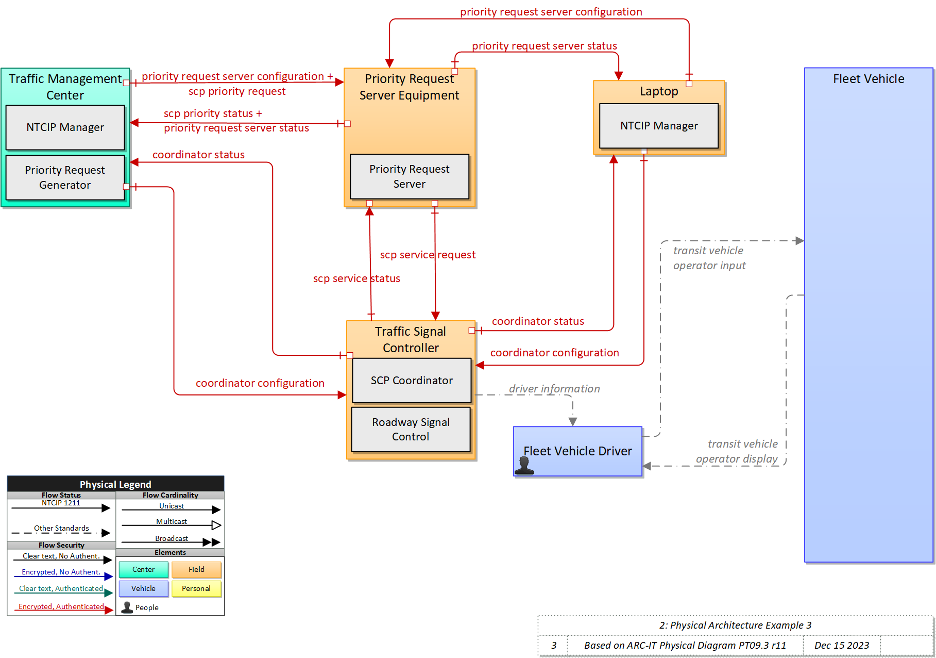 priority request server configuration
priority request server status
Traffic Management
Center
NTCIP Manager
Priority Request
Generator
priority request server configuration +
scp priority request
scp priority status +
priority request server status
coordinator status
Priority Request
Server Equipment
Priority Request
Server
Laptop
NTCIP Manager
Fleet Vehicle
transit vehicle
operator input
scp service request
scp service status
Traffic Signal
Controller
SCP Coordinator
Roadway Signal
Control
coordinator status
coordinator configuration
coordinator configuration
driver information
Fleet Vehicle Driver
transit vehicle
operator display
Physical Legend
Flow Status
NTCIP 1211
Other Standards
Flow Security
Clear text, No Authent.
Encrypted, No Authent.
Clear text, Authenticated
Encrypted, Authenticated
Flow Cardinality
Unicast
Multicast
Broadcast
Elements
Center
Field
Vehicle
Personal
People
2: Physical Architecture Example 3
3
Based on ARC-IT Physical Diagram PT09.3 r11
Dec 15 2023